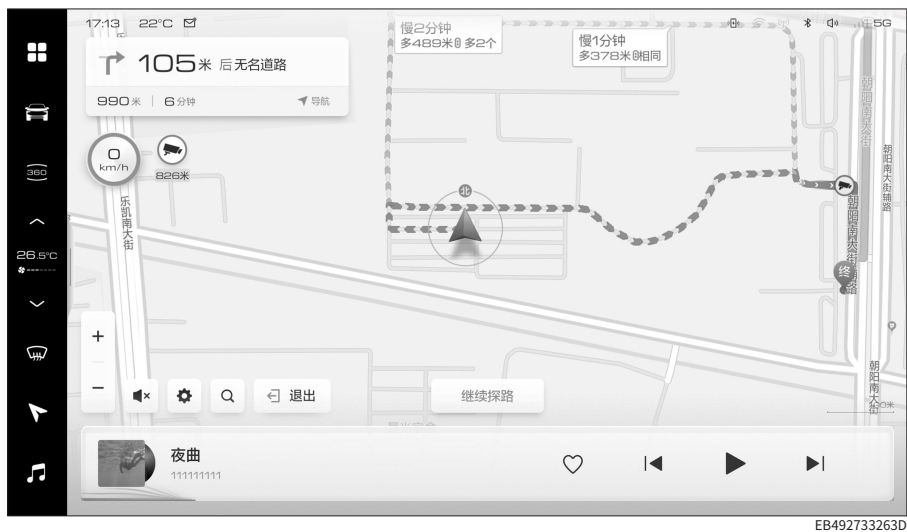 17:13 22°C
5G
慢2分钟
多489米 多2个
慢1分钟
多378米 相同
105米 后无名道路
990米 6分钟 导航
0
km/h
826米
360
26.5°C
北
乐凯南大街
朝阳南大街
朝阳南大街辅路
朝阳南大街辅路
终
朝阳南大街
+
−
退出
继续探路
夜曲
111111111
EB492733263D